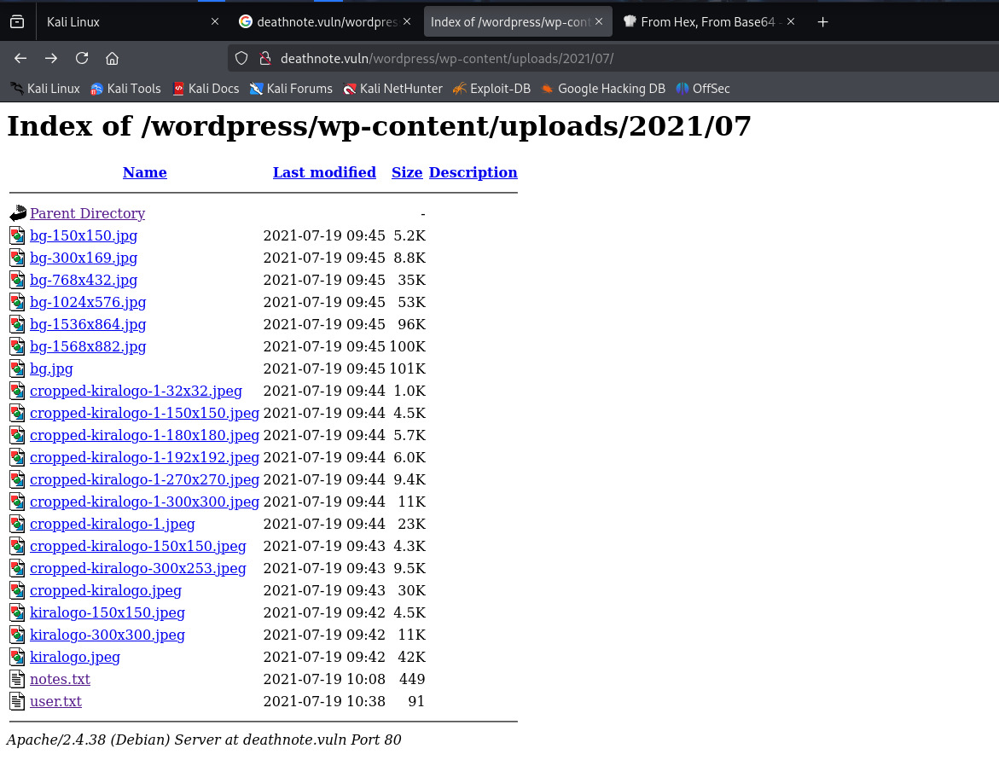 Kali Linux
deathnote.vuln/wordpres
Index of /wordpress/wp-cont
From Hex, From Base64 -
deathnote.vuln/wordpress/wp-content/uploads/2021/07/
Kali Linux Kali Tools Kali Docs Kali Forums Kali NetHunter Exploit-DB Google Hacking DB OffSec
Index of /wordpress/wp-content/uploads/2021/07
Name Last modified Size Description
Parent Directory -
bg-150x150.jpg 2021-07-19 09:45 5.2K
bg-300x169.jpg 2021-07-19 09:45 8.8K
bg-768x432.jpg 2021-07-19 09:45 35K
bg-1024x576.jpg 2021-07-19 09:45 53K
bg-1536x864.jpg 2021-07-19 09:45 96K
bg-1568x882.jpg 2021-07-19 09:45 100K
bg.jpg 2021-07-19 09:45 101K
cropped-kiralogo-1-32x32.jpeg 2021-07-19 09:44 1.0K
cropped-kiralogo-1-150x150.jpeg 2021-07-19 09:44 4.5K
cropped-kiralogo-1-180x180.jpeg 2021-07-19 09:44 5.7K
cropped-kiralogo-1-192x192.jpeg 2021-07-19 09:44 6.0K
cropped-kiralogo-1-270x270.jpeg 2021-07-19 09:44 9.4K
cropped-kiralogo-1-300x300.jpeg 2021-07-19 09:44 11K
cropped-kiralogo-1.jpeg 2021-07-19 09:44 23K
cropped-kiralogo-150x150.jpeg 2021-07-19 09:43 4.3K
cropped-kiralogo-300x253.jpeg 2021-07-19 09:43 9.5K
cropped-kiralogo.jpeg 2021-07-19 09:43 30K
kiralogo-150x150.jpeg 2021-07-19 09:42 4.5K
kiralogo-300x300.jpeg 2021-07-19 09:42 11K
kiralogo.jpeg 2021-07-19 09:42 42K
notes.txt 2021-07-19 10:08 449
user.txt 2021-07-19 10:38 91
Apache/2.4.38 (Debian) Server at deathnote.vuln Port 80